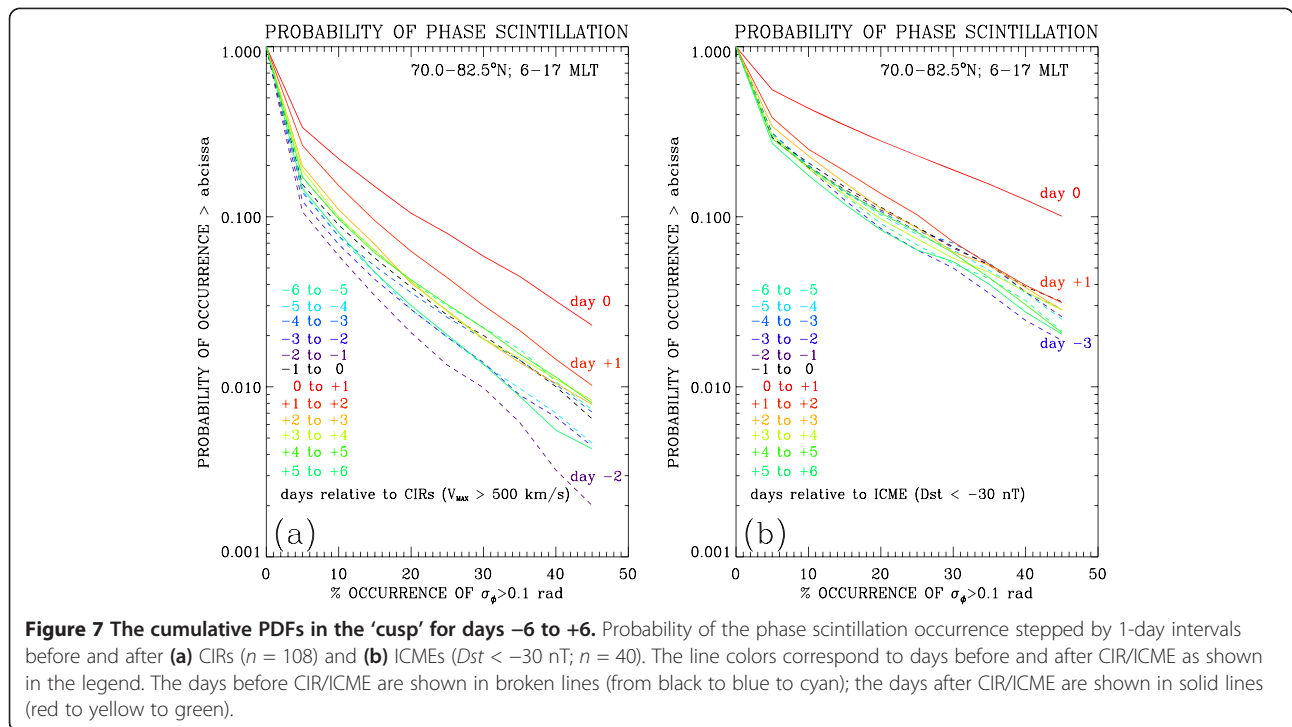 PROBABILITY OF PHASE SCINTILLATION
70.0–82.5°N; 6–17 MLT
PROBABILITY OF OCCURRENCE > abcissa
1.000
0.100
0.010
0.001
day 0
day +1
day −2
−6 to −5
−5 to −4
−4 to −3
−3 to −2
−2 to −1
−1 to 0
0 to +1
+1 to +2
+2 to +3
+3 to +4
+4 to +5
+5 to +6
days relative to CIRs (VMAX > 500 km/s)
(a)
0 10 20 30 40 50
% OCCURRENCE OF σφ>0.1 rad
PROBABILITY OF PHASE SCINTILLATION
70.0–82.5°N; 6–17 MLT
PROBABILITY OF OCCURRENCE > abcissa
1.000
0.100
0.010
0.001
day 0
day +1
day −3
−6 to −5
−5 to −4
−4 to −3
−3 to −2
−2 to −1
−1 to 0
0 to +1
+1 to +2
+2 to +3
+3 to +4
+4 to +5
+5 to +6
days relative to ICME (Dst < −30 nT)
(b)
0 10 20 30 40 50
% OCCURRENCE OF σφ>0.1 rad
Figure 7 The cumulative PDFs in the ‘cusp’ for days −6 to +6. Probability of the phase scintillation occurrence stepped by 1-day intervals
before and after (a) CIRs (n = 108) and (b) ICMEs (Dst < −30 nT; n = 40). The line colors correspond to days before and after CIR/ICME as shown
in the legend. The days before CIR/ICME are shown in broken lines (from black to blue to cyan); the days after CIR/ICME are shown in solid lines
(red to yellow to green).